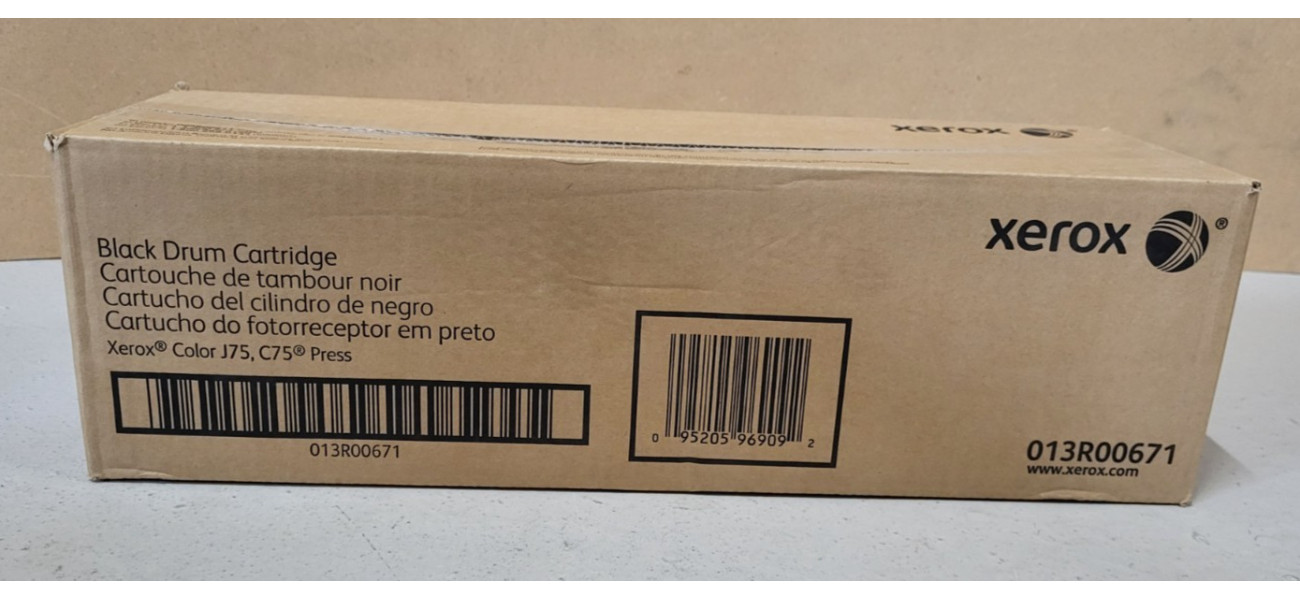 xerox
xerox ®
Black Drum Cartridge
Cartouche de tambour noir
Cartucho del cilindro de negro
Cartucho do fotorreceptor em preto
Xerox® Color J75, C75® Press
013R00671
0 95205 96909 2
013R00671
www.xerox.com